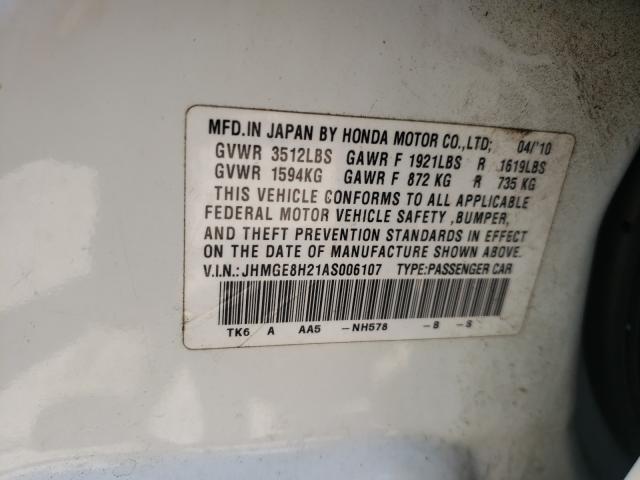 MFD.IN JAPAN BY HONDA MOTOR CO.,LTD; 04/'10
GVWR 3512LBS GAWR F 1921LBS R 1619LBS
GVWR 1594KG GAWR F 872 KG R 735 KG
THIS VEHICLE CONFORMS TO ALL APPLICABLE
FEDERAL MOTOR VEHICLE SAFETY ,BUMPER,
AND THEFT PREVENTION STANDARDS IN EFFECT
ON THE DATE OF MANUFACTURE SHOWN ABOVE.
V.I.N.:JHMGE8H21AS006107 TYPE:PASSENGER CAR
TK6 A AA5 -NH578 -B -S